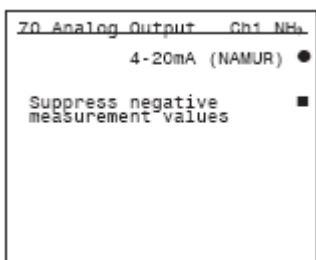 70 Analog Output Ch1 NH₃
4-20mA (NAMUR) ●
Suppress negative ■
measurement values